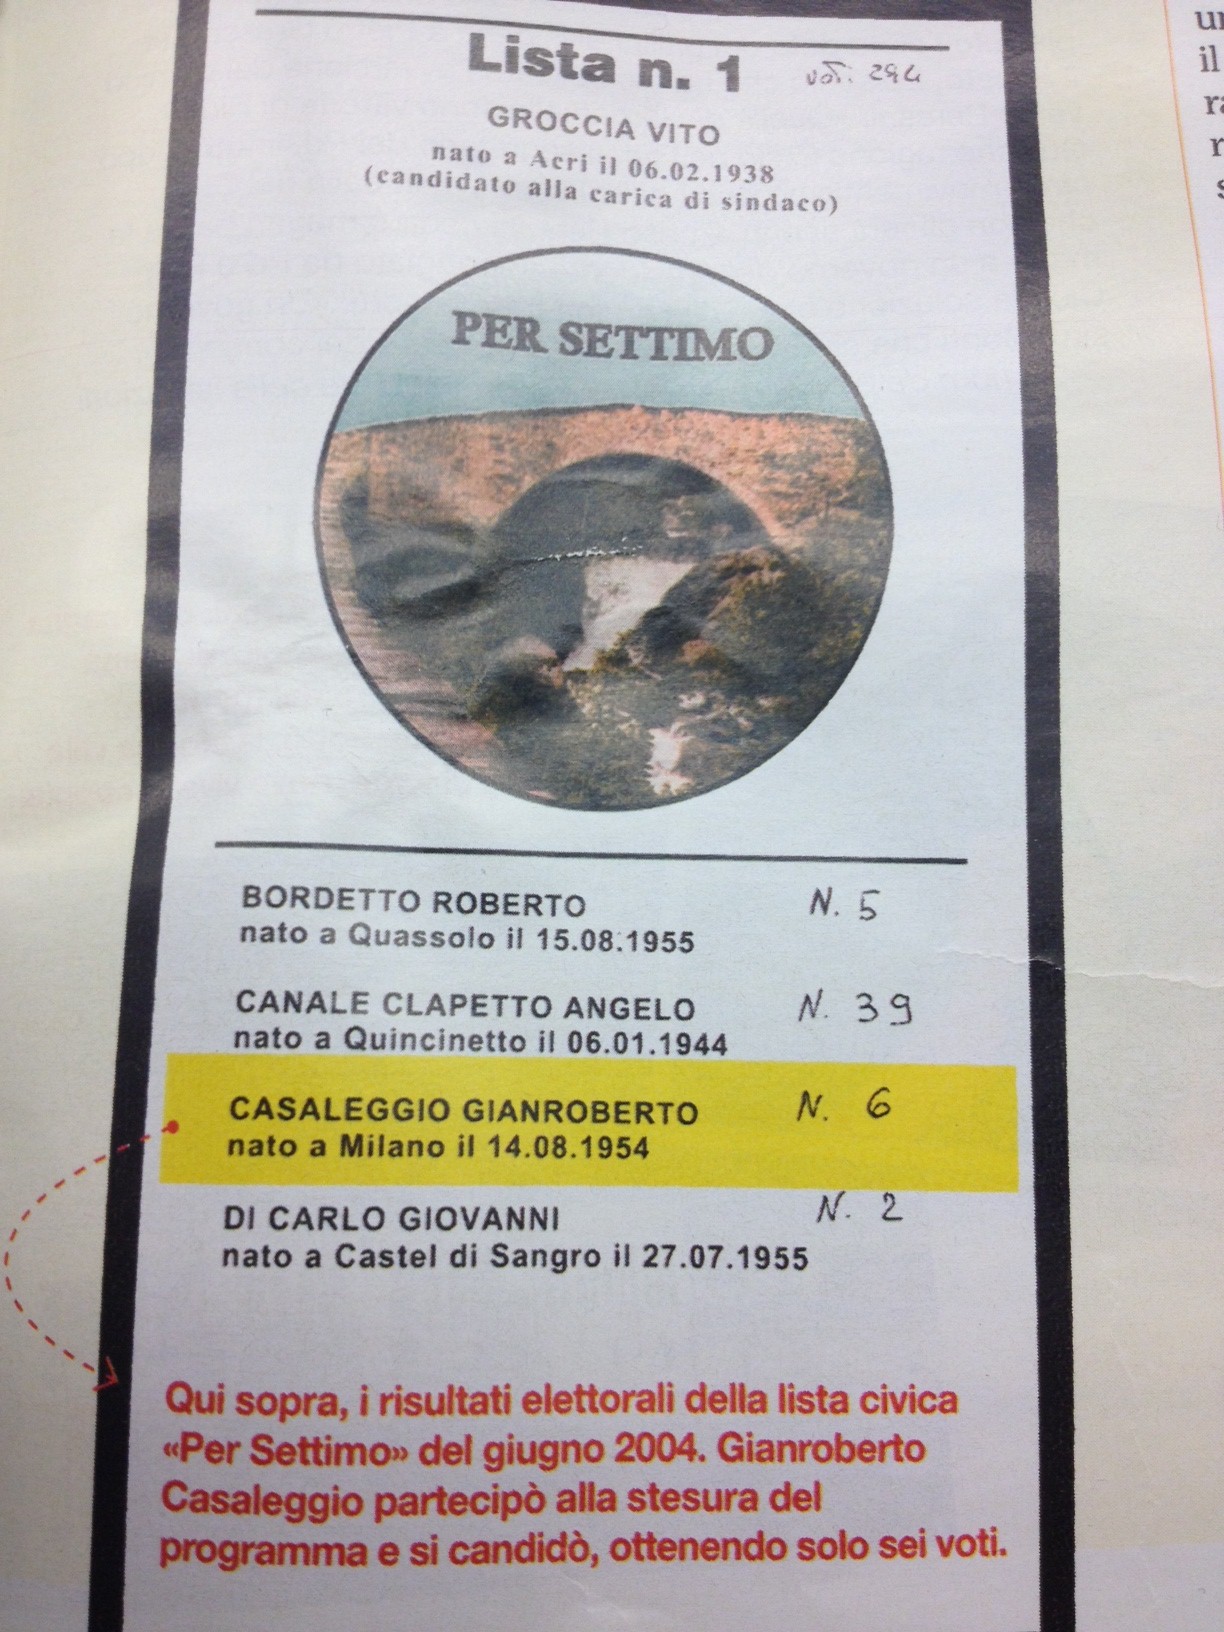 Lista n. 1 voti: 294
GROCCIA VITO
nato a Acri il 06.02.1938
(candidato alla carica di sindaco)
PER SETTIMO
BORDETTO ROBERTO N. 5
nato a Quassolo il 15.08.1955
CANALE CLAPETTO ANGELO N. 39
nato a Quincinetto il 06.01.1944
CASALEGGIO GIANROBERTO N. 6
nato a Milano il 14.08.1954
DI CARLO GIOVANNI N. 2
nato a Castel di Sangro il 27.07.1955
Qui sopra, i risultati elettorali della lista civica
«Per Settimo» del giugno 2004. Gianroberto
Casaleggio partecipò alla stesura del
programma e si candidò, ottenendo solo sei voti.
il